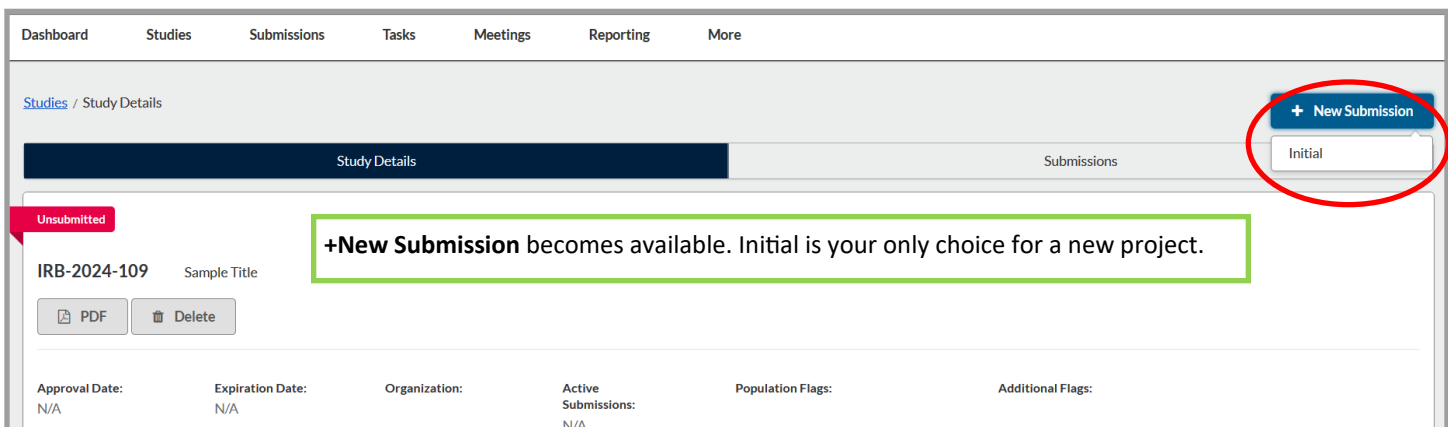 Dashboard Studies Submissions Tasks Meetings Reporting More
Studies / Study Details
+ New Submission
Initial
Study Details Submissions
Unsubmitted
+New Submission becomes available. Initial is your only choice for a new project.
IRB-2024-109 Sample Title
PDF Delete
Approval Date: Expiration Date: Organization: Active Submissions: Population Flags: Additional Flags:
N/A N/A N/A